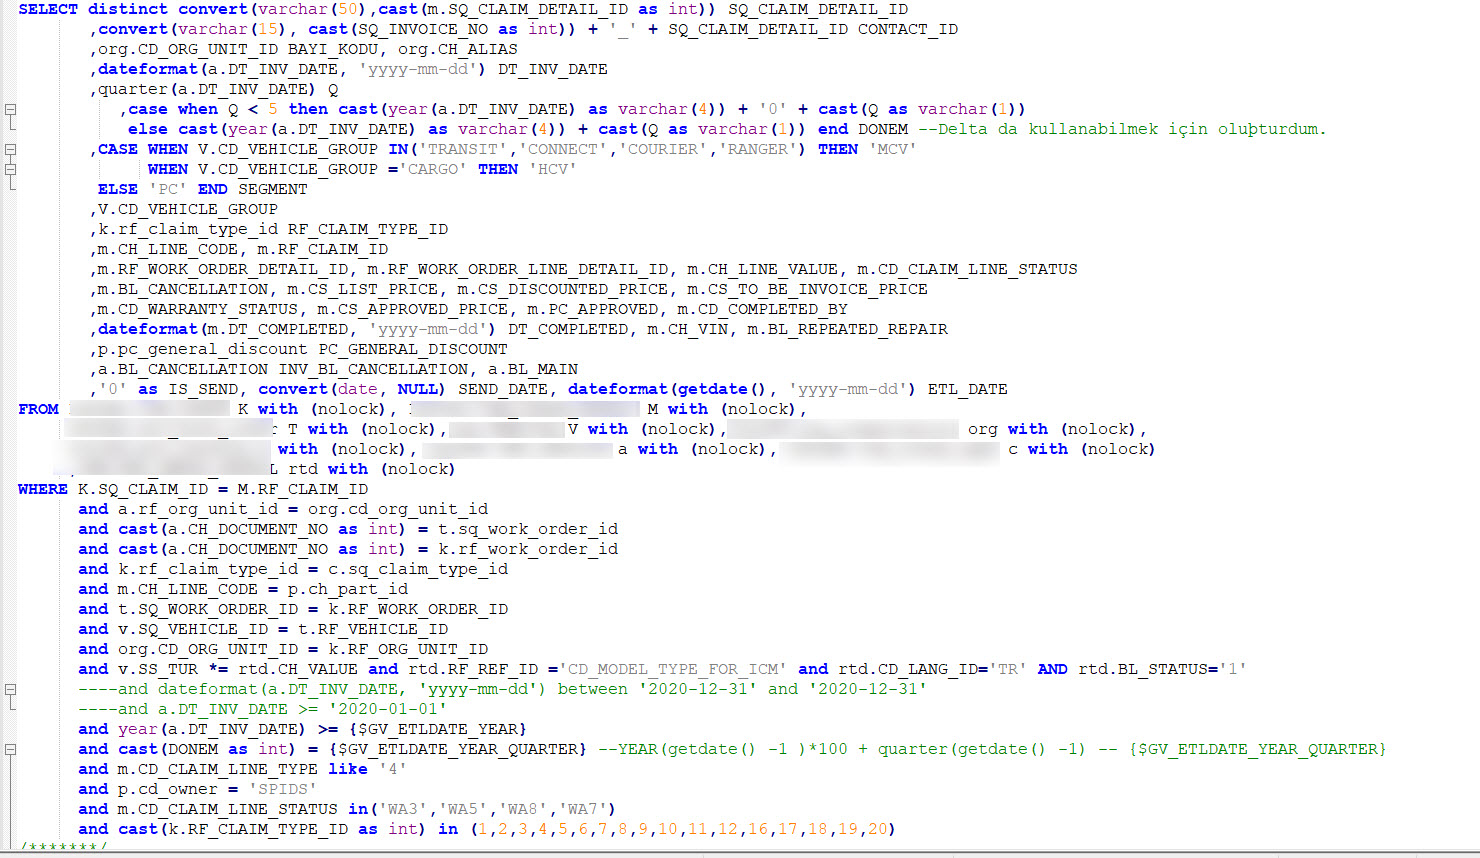 SELECT distinct convert(varchar(50),cast(m.SQ_CLAIM_DETAIL_ID as int)) SQ_CLAIM_DETAIL_ID
,convert(varchar(15), cast(SQ_INVOICE_NO as int)) + '_' + SQ_CLAIM_DETAIL_ID CONTACT_ID
,org.CD_ORG_UNIT_ID BAYI_KODU, org.CH_ALIAS
,dateformat(a.DT_INV_DATE, 'yyyy-mm-dd') DT_INV_DATE
,quarter(a.DT_INV_DATE) Q
,case when Q < 5 then cast(year(a.DT_INV_DATE) as varchar(4)) + '0' + cast(Q as varchar(1))
else cast(year(a.DT_INV_DATE) as varchar(4)) + cast(Q as varchar(1)) end DONEM --Delta da kullanabilmek için oluþturdum.
,CASE WHEN V.CD_VEHICLE_GROUP IN('TRANSIT','CONNECT','COURIER','RANGER') THEN 'MCV'
WHEN V.CD_VEHICLE_GROUP ='CARGO' THEN 'HCV'
ELSE 'PC' END SEGMENT
,V.CD_VEHICLE_GROUP
,k.rf_claim_type_id RF_CLAIM_TYPE_ID
,m.CH_LINE_CODE, m.RF_CLAIM_ID
,m.RF_WORK_ORDER_DETAIL_ID, m.RF_WORK_ORDER_LINE_DETAIL_ID, m.CH_LINE_VALUE, m.CD_CLAIM_LINE_STATUS
,m.BL_CANCELLATION, m.CS_LIST_PRICE, m.CS_DISCOUNTED_PRICE, m.CS_TO_BE_INVOICE_PRICE
,m.CD_WARRANTY_STATUS, m.CS_APPROVED_PRICE, m.PC_APPROVED, m.CD_COMPLETED_BY
,dateformat(m.DT_COMPLETED, 'yyyy-mm-dd') DT_COMPLETED, m.CH_VIN, m.BL_REPEATED_REPAIR
,p.pc_general_discount PC_GENERAL_DISCOUNT
,a.BL_CANCELLATION INV_BL_CANCELLATION, a.BL_MAIN
,'0' as IS_SEND, convert(date, NULL) SEND_DATE, dateformat(getdate(), 'yyyy-mm-dd') ETL_DATE
FROM K with (nolock), M with (nolock),
r T with (nolock), V with (nolock), org with (nolock),
with (nolock), a with (nolock), c with (nolock)
L rtd with (nolock)
WHERE K.SQ_CLAIM_ID = M.RF_CLAIM_ID
and a.rf_org_unit_id = org.cd_org_unit_id
and cast(a.CH_DOCUMENT_NO as int) = t.sq_work_order_id
and cast(a.CH_DOCUMENT_NO as int) = k.rf_work_order_id
and k.rf_claim_type_id = c.sq_claim_type_id
and m.CH_LINE_CODE = p.ch_part_id
and t.SQ_WORK_ORDER_ID = k.RF_WORK_ORDER_ID
and v.SQ_VEHICLE_ID = t.RF_VEHICLE_ID
and org.CD_ORG_UNIT_ID = k.RF_ORG_UNIT_ID
and v.SS_TUR *= rtd.CH_VALUE and rtd.RF_REF_ID ='CD_MODEL_TYPE_FOR_ICM' and rtd.CD_LANG_ID='TR' AND rtd.BL_STATUS='1'
----and dateformat(a.DT_INV_DATE, 'yyyy-mm-dd') between '2020-12-31' and '2020-12-31'
----and a.DT_INV_DATE >= '2020-01-01'
and year(a.DT_INV_DATE) >= {$GV_ETLDATE_YEAR}
and cast(DONEM as int) = {$GV_ETLDATE_YEAR_QUARTER} --YEAR(getdate() -1 )*100 + quarter(getdate() -1) -- {$GV_ETLDATE_YEAR_QUARTER}
and m.CD_CLAIM_LINE_TYPE like '4'
and p.cd_owner = 'SPIDS'
and m.CD_CLAIM_LINE_STATUS in('WA3','WA5','WA8','WA7')
and cast(k.RF_CLAIM_TYPE_ID as int) in (1,2,3,4,5,6,7,8,9,10,11,12,16,17,18,19,20)
/*******/